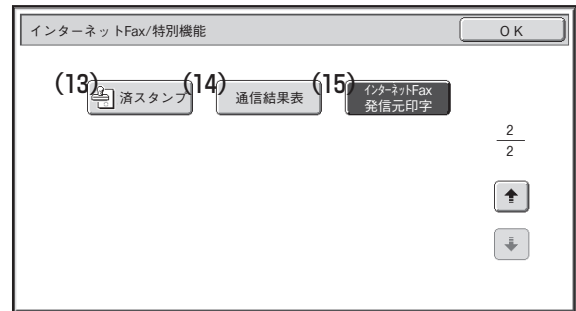 インターネットFax/特別機能
OK
(13)
済スタンプ
(14)
通信結果表
(15)
インターネットFax
発信元印字
2
2